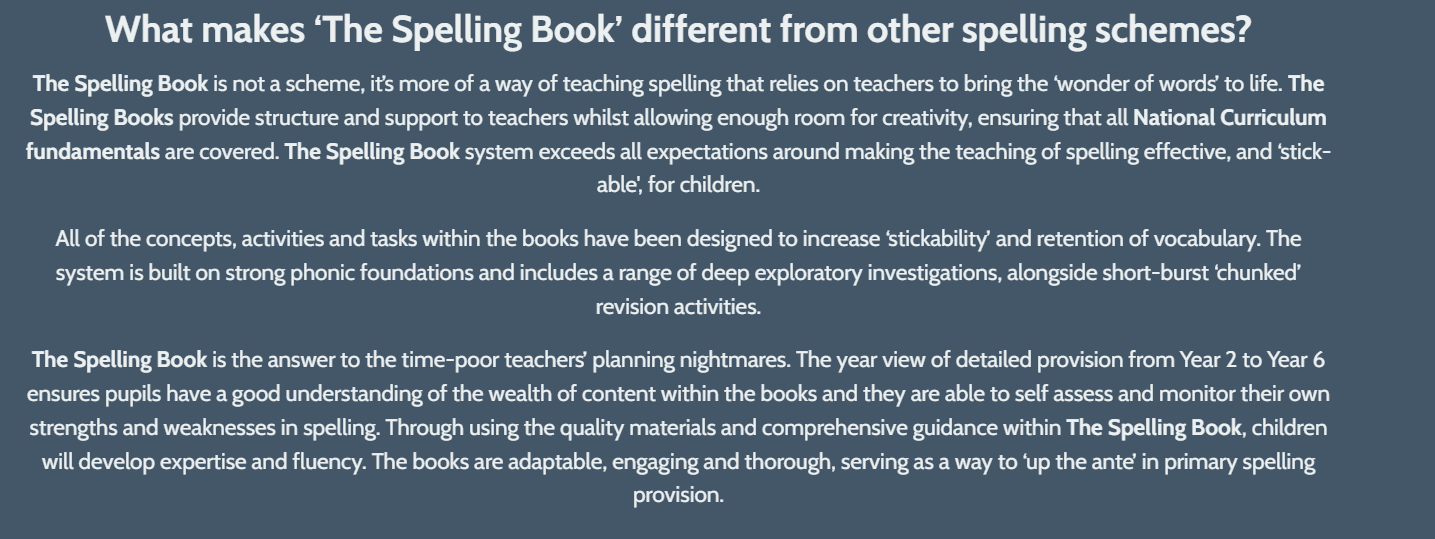 What makes ‘The Spelling Book’ different from other spelling schemes?
The Spelling Book is not a scheme, it’s more of a way of teaching spelling that relies on teachers to bring the ‘wonder of words’ to life. The
Spelling Books provide structure and support to teachers whilst allowing enough room for creativity, ensuring that all National Curriculum
fundamentals are covered. The Spelling Book system exceeds all expectations around making the teaching of spelling effective, and ‘stick-
able’, for children.
All of the concepts, activities and tasks within the books have been designed to increase ‘stickability’ and retention of vocabulary. The
system is built on strong phonic foundations and includes a range of deep exploratory investigations, alongside short-burst ‘chunked’
revision activities.
The Spelling Book is the answer to the time-poor teachers’ planning nightmares. The year view of detailed provision from Year 2 to Year 6
ensures pupils have a good understanding of the wealth of content within the books and they are able to self assess and monitor their own
strengths and weaknesses in spelling. Through using the quality materials and comprehensive guidance within The Spelling Book, children
will develop expertise and fluency. The books are adaptable, engaging and thorough, serving as a way to ‘up the ante’ in primary spelling
provision.